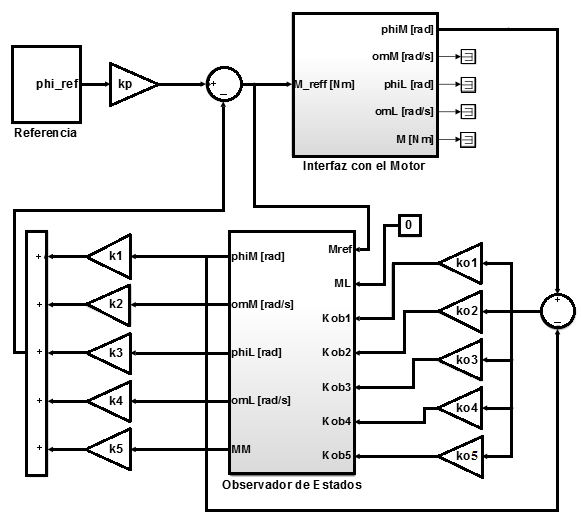 phi_ref
Referencia
kp
M_reff [Nm]
phiM [rad]
omM [rad/s]
phiL [rad]
omL [rad/s]
M [Nm]
Interfaz con el Motor
phiM [rad]
omM [rad/s]
phiL [rad]
omL [rad/s]
MM
Mref
ML
Kob1
Kob2
Kob3
Kob4
Kob5
Observador de Estados
0
k1
k2
k3
k4
k5
ko1
ko2
ko3
ko4
ko5